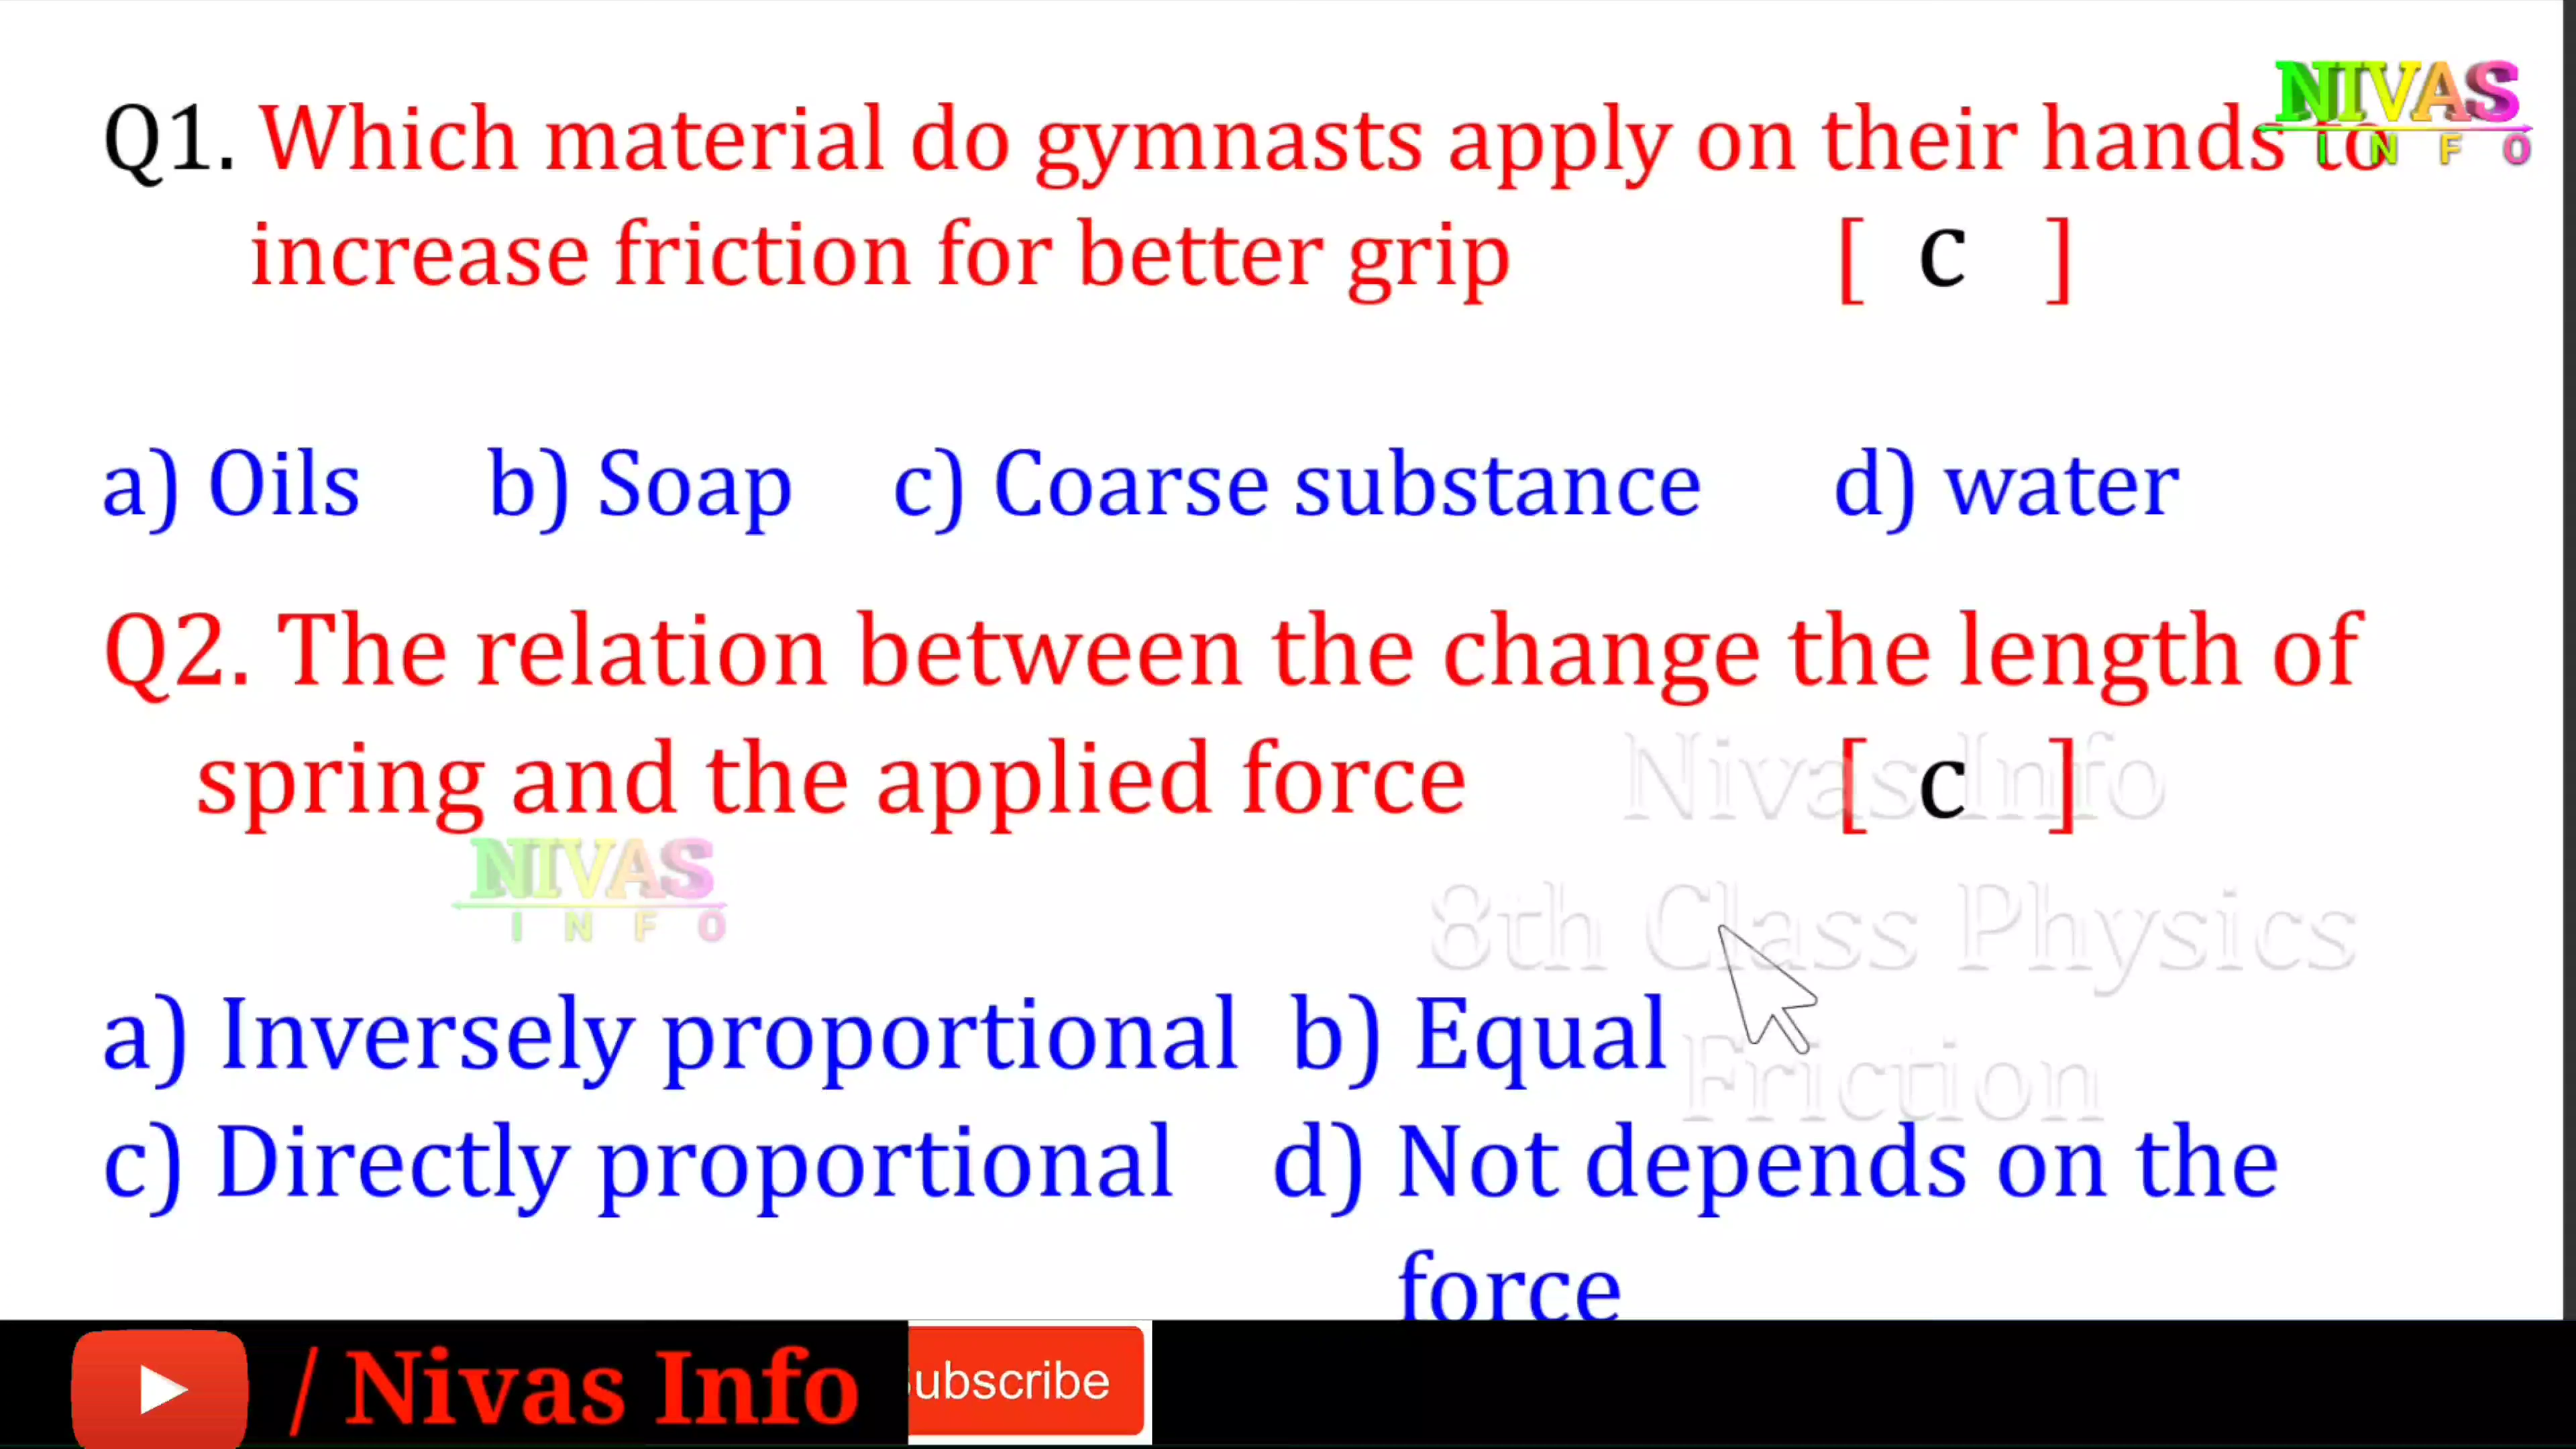 NIVAS
INFO
Q1. Which material do gymnasts apply on their hands to
increase friction for better grip [ c ]
a) Oils b) Soap c) Coarse substance d) water
Q2. The relation between the change the length of
spring and the applied force [ c ]
Nivas Info
NIVAS
INFO
8th Class Physics
a) Inversely proportional b) Equal
Friction
c) Directly proportional d) Not depends on the
force
/ Nivas Info ubscribe